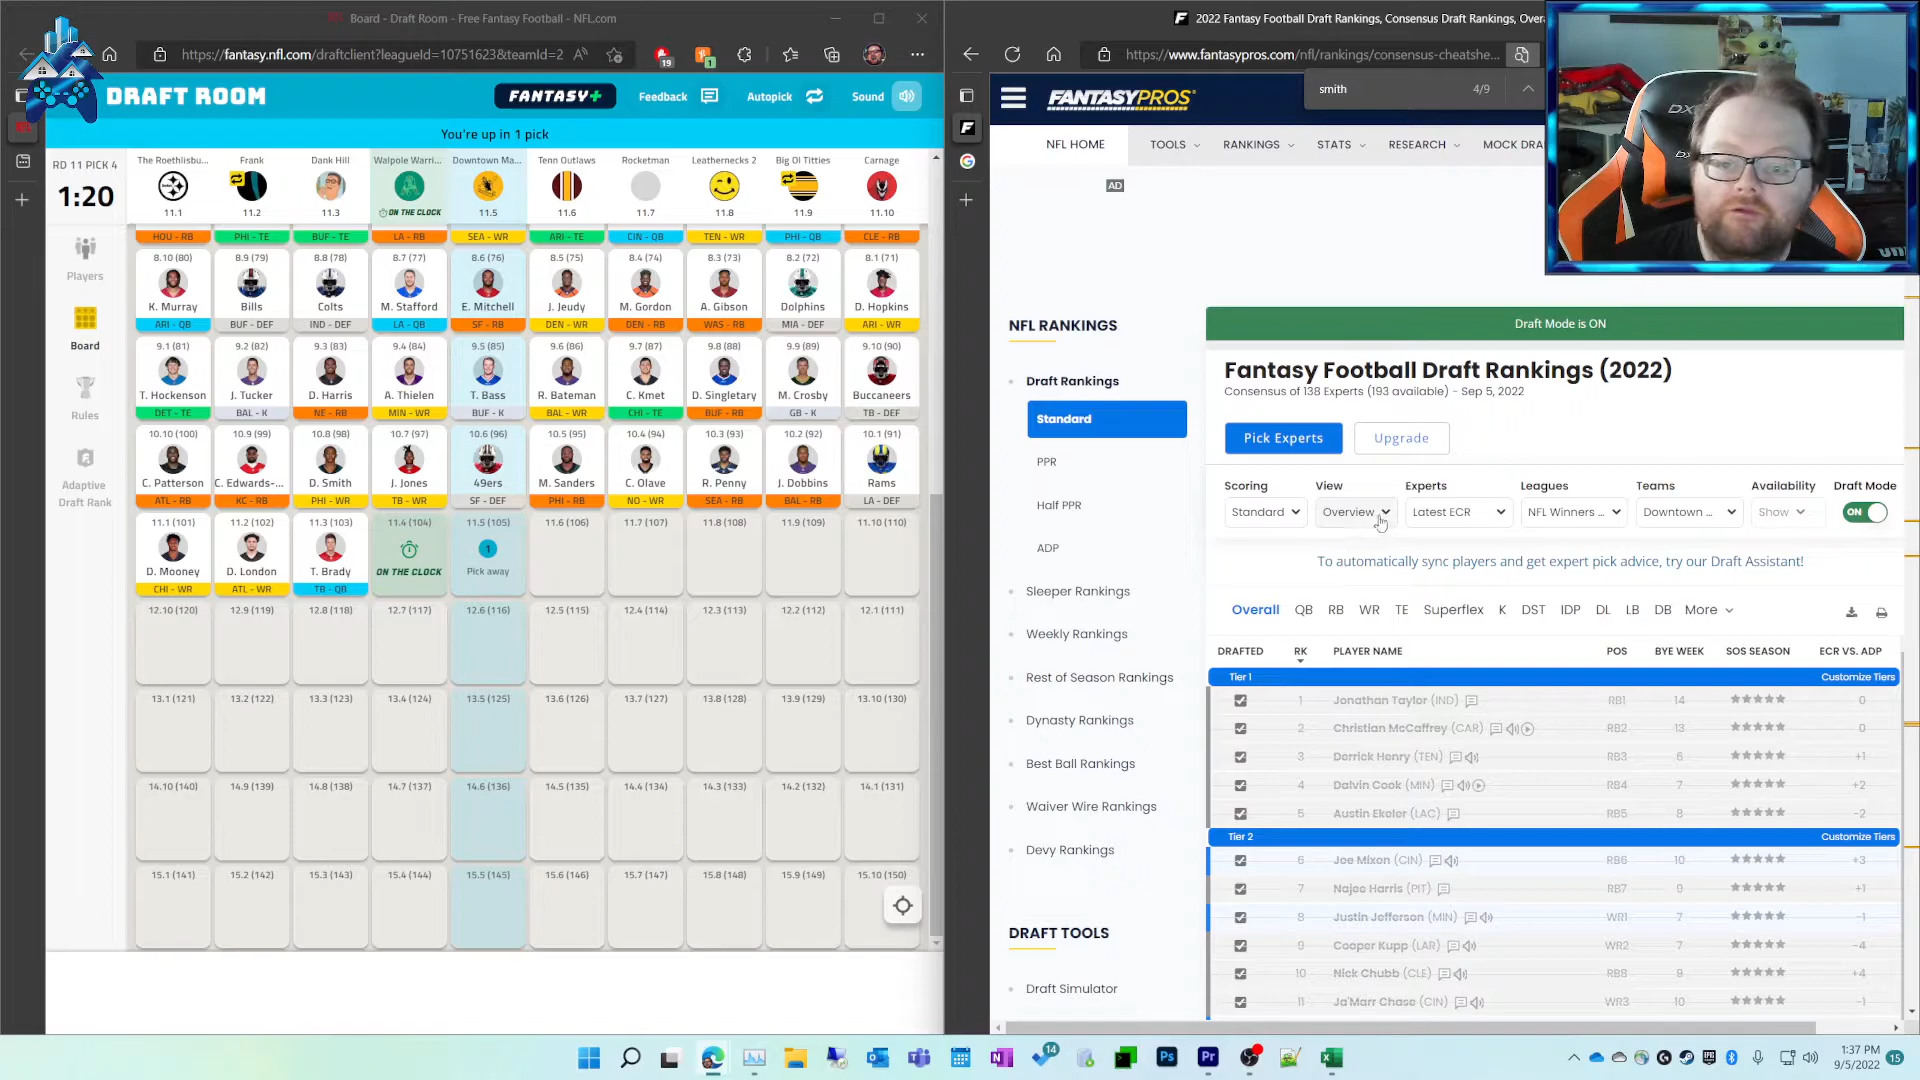 Board - Draft Room - Free Fantasy Football - NFL.com
https://fantasy.nfl.com/draftclient?leagueId=10751623&teamId=2
19
1
DRAFT ROOM
FANTASY+
Feedback
Autopick
Sound
You're up in 1 pick
RD 11 PICK 4
1:20
The Roethlisbu...
Frank
Dank Hill
Walpole Warri...
Downtown Ma...
Tenn Outlaws
Rocketman
Leathernecks 2
Big Ol Titties
Carnage
11.1
11.2
11.3
ON THE CLOCK
11.5
11.6
11.7
11.8
11.9
11.10
HOU - RB
PHI - TE
BUF - TE
LA - RB
SEA - WR
ARI - TE
CIN - QB
TEN - WR
PHI - QB
CLE - RB
Players
Board
Rules
Adaptive
Draft Rank
8.10 (80)
8.9 (79)
8.8 (78)
8.7 (77)
8.6 (76)
8.5 (75)
8.4 (74)
8.3 (73)
8.2 (72)
8.1 (71)
K. Murray
Bills
Colts
M. Stafford
E. Mitchell
J. Jeudy
M. Gordon
A. Gibson
Dolphins
D. Hopkins
ARI - QB
BUF - DEF
IND - DEF
LA - QB
SF - RB
DEN - WR
DEN - RB
WAS - RB
MIA - DEF
ARI - WR
9.1 (81)
9.2 (82)
9.3 (83)
9.4 (84)
9.5 (85)
9.6 (86)
9.7 (87)
9.8 (88)
9.9 (89)
9.10 (90)
T. Hockenson
J. Tucker
D. Harris
A. Thielen
T. Bass
R. Bateman
C. Kmet
D. Singletary
M. Crosby
Buccaneers
DET - TE
BAL - K
NE - RB
MIN - WR
BUF - K
BAL - WR
CHI - TE
BUF - RB
GB - K
TB - DEF
10.10 (100)
10.9 (99)
10.8 (98)
10.7 (97)
10.6 (96)
10.5 (95)
10.4 (94)
10.3 (93)
10.2 (92)
10.1 (91)
C. Patterson
C. Edwards-...
D. Smith
J. Jones
49ers
M. Sanders
C. Olave
R. Penny
J. Dobbins
Rams
ATL - RB
KC - RB
PHI - WR
TB - WR
SF - DEF
PHI - RB
NO - WR
SEA - RB
BAL - RB
LA - DEF
11.1 (101)
11.2 (102)
11.3 (103)
11.4 (104)
11.5 (105)
11.6 (106)
11.7 (107)
11.8 (108)
11.9 (109)
11.10 (110)
D. Mooney
D. London
T. Brady
ON THE CLOCK
1
Pick away
CHI - WR
ATL - WR
TB - QB
12.10 (120)
12.9 (119)
12.8 (118)
12.7 (117)
12.6 (116)
12.5 (115)
12.4 (114)
12.3 (113)
12.2 (112)
12.1 (111)
13.1 (121)
13.2 (122)
13.3 (123)
13.4 (124)
13.5 (125)
13.6 (126)
13.7 (127)
13.8 (128)
13.9 (129)
13.10 (130)
14.10 (140)
14.9 (139)
14.8 (138)
14.7 (137)
14.6 (136)
14.5 (135)
14.4 (134)
14.3 (133)
14.2 (132)
14.1 (131)
15.1 (141)
15.2 (142)
15.3 (143)
15.4 (144)
15.5 (145)
15.6 (146)
15.7 (147)
15.8 (148)
15.9 (149)
15.10 (150)
2022 Fantasy Football Draft Rankings, Consensus Draft Rankings, Over
https://www.fantasypros.com/nfl/rankings/consensus-cheatshe...
FANTASYPROS
smith
4/9
NFL HOME
TOOLS
RANKINGS
STATS
RESEARCH
MOCK DRA
AD
NFL RANKINGS
Draft Rankings
Standard
PPR
Half PPR
ADP
Sleeper Rankings
Weekly Rankings
Rest of Season Rankings
Dynasty Rankings
Best Ball Rankings
Waiver Wire Rankings
Devy Rankings
DRAFT TOOLS
Draft Simulator
Draft Mode is ON
Fantasy Football Draft Rankings (2022)
Consensus of 138 Experts (193 available) - Sep 5, 2022
Pick Experts
Upgrade
Scoring
View
Experts
Leagues
Teams
Availability
Draft Mode
Standard
Overview
Latest ECR
NFL Winners ...
Downtown ...
Show
ON
To automatically sync players and get expert pick advice, try our Draft Assistant!
Overall
QB
RB
WR
TE
Superflex
K
DST
IDP
DL
LB
DB
More
DRAFTED
RK
PLAYER NAME
POS
BYE WEEK
SOS SEASON
ECR VS. ADP
Tier 1
Customize Tiers
1 Jonathan Taylor (IND) RB1 14 0
2 Christian McCaffrey (CAR) RB2 13 0
3 Derrick Henry (TEN) RB3 6 +1
4 Dalvin Cook (MIN) RB4 7 +2
5 Austin Ekeler (LAC) RB5 8 -2
Tier 2
Customize Tiers
6 Joe Mixon (CIN) RB6 10 +3
7 Najee Harris (PIT) RB7 9 +1
8 Justin Jefferson (MIN) WR1 7 -1
9 Cooper Kupp (LAR) WR2 7 -4
10 Nick Chubb (CLE) RB8 9 +4
11 Ja'Marr Chase (CIN) WR3 10 -1
14
1:37 PM
9/5/2022
15